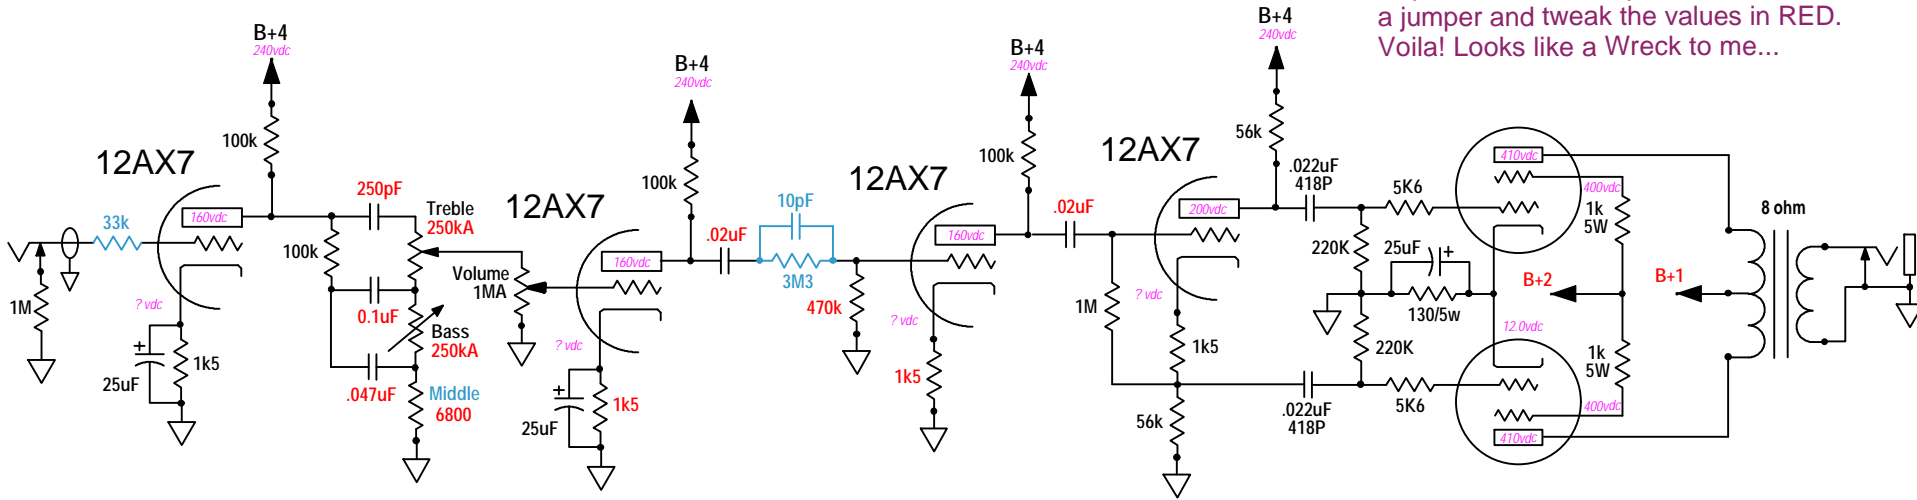 a jumper and tweak the values in RED.
Voila! Looks like a Wreck to me...
B+4
240vdc
B+4
240vdc
B+4
240vdc
B+4
240vdc
12AX7
100k
33k
1M
160vdc
? vdc
25uF
1k5
250pF
Treble
250kA
100k
0.1uF
Bass
250kA
.047uF
Middle
6800
Volume
1MA
12AX7
100k
160vdc
? vdc
25uF
1k5
.02uF
10pF
3M3
470k
12AX7
100k
160vdc
? vdc
1k5
.02uF
1M
12AX7
56k
200vdc
? vdc
1k5
56k
.022uF
418P
.022uF
418P
220K
220K
25uF
130/5w
5K6
5K6
410vdc
400vdc
1k
5W
B+2
12.0vdc
1k
5W
400vdc
410vdc
B+1
8 ohm